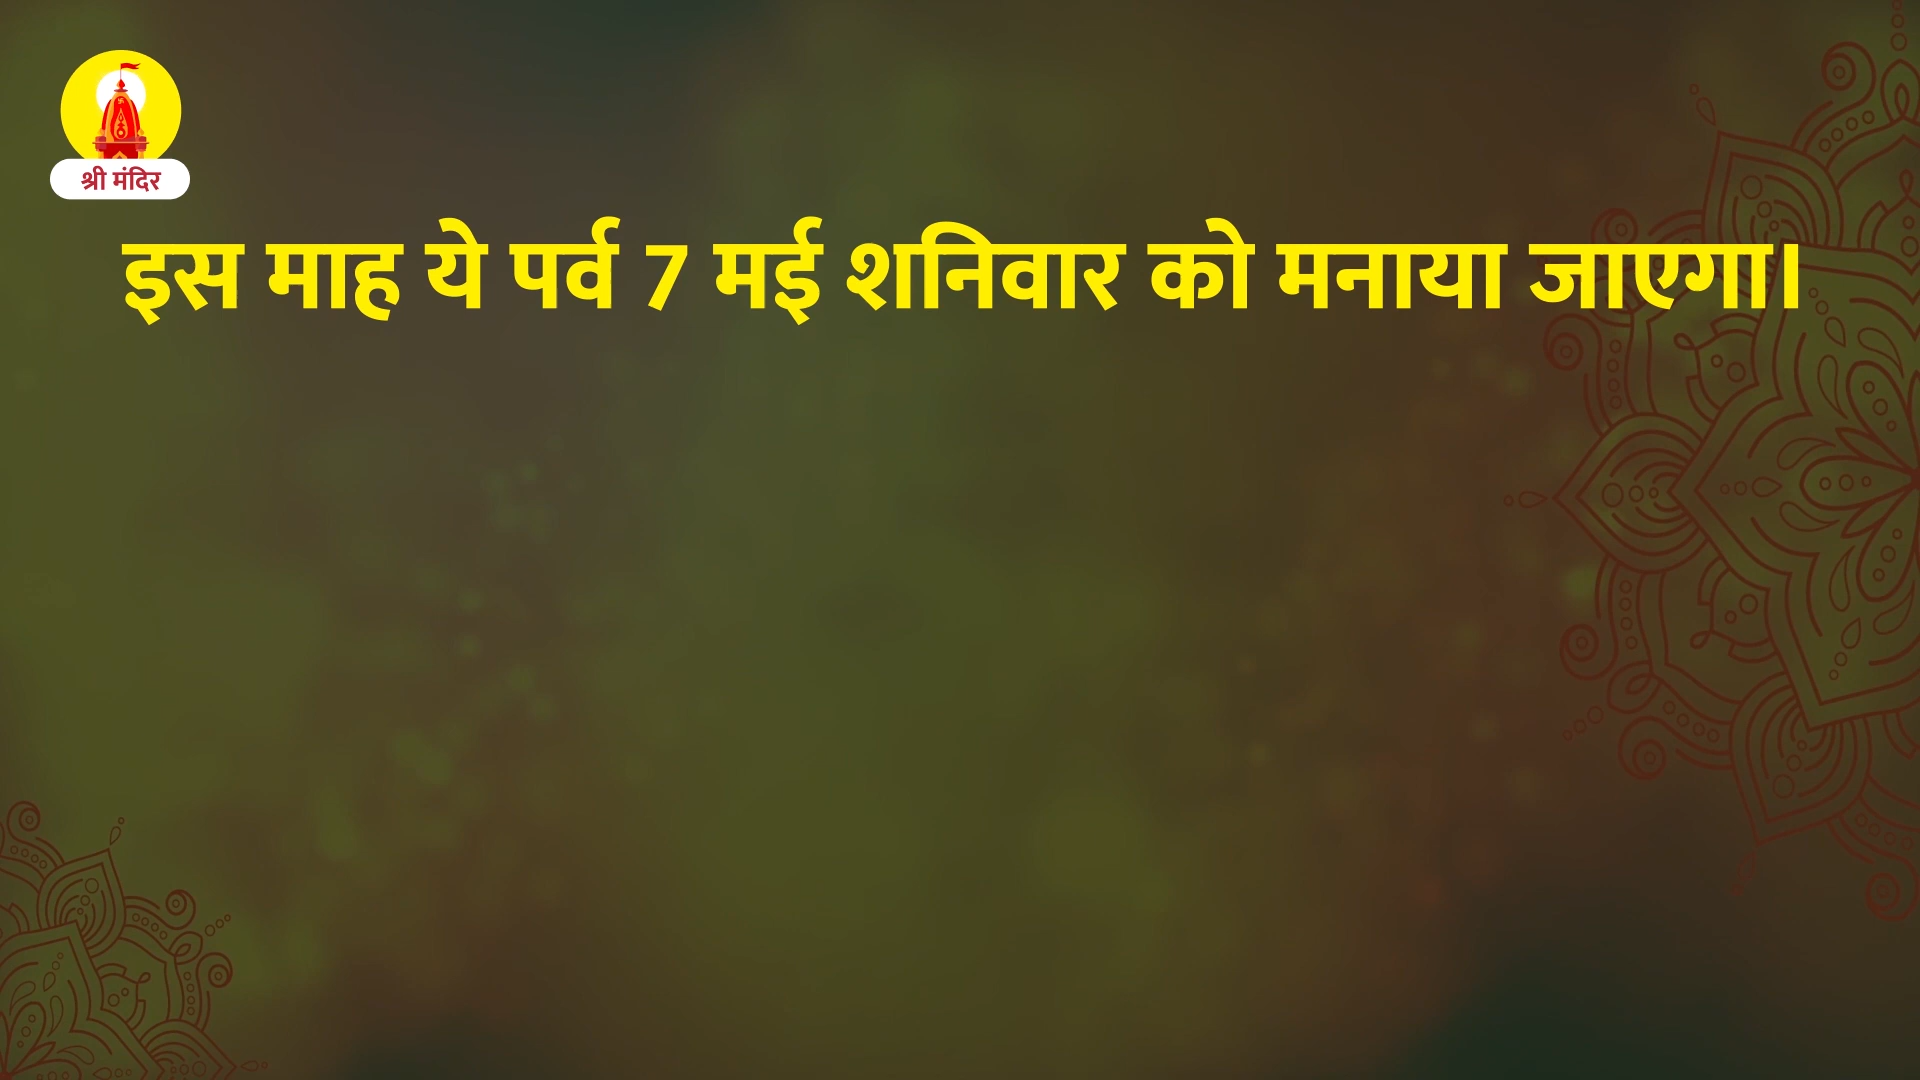 श्री मंदिर
इस माह ये पर्व 7 मई शनिवार को मनाया जाएगा।